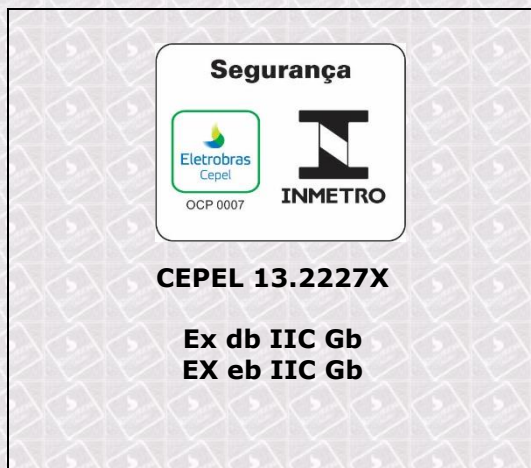 Segurança
Eletrobras
Cepel
OCP 0007
INMETRO
CEPEL 13.2227X
Ex db IIC Gb
EX eb IIC Gb